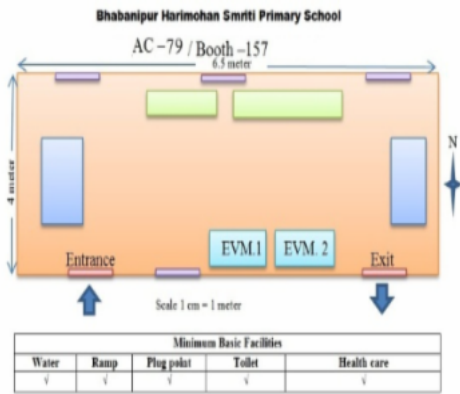 Bhabanipur Harimohan Smriti Primary School
AC –79 / Booth –157
6.5 meter
4 meter
N
EVM.1 EVM. 2
Entrance Exit
Scale 1 cm = 1 meter
Minimum Basic Facilities
Water Ramp Plug point Toilet Health care
√ √ √ √ √